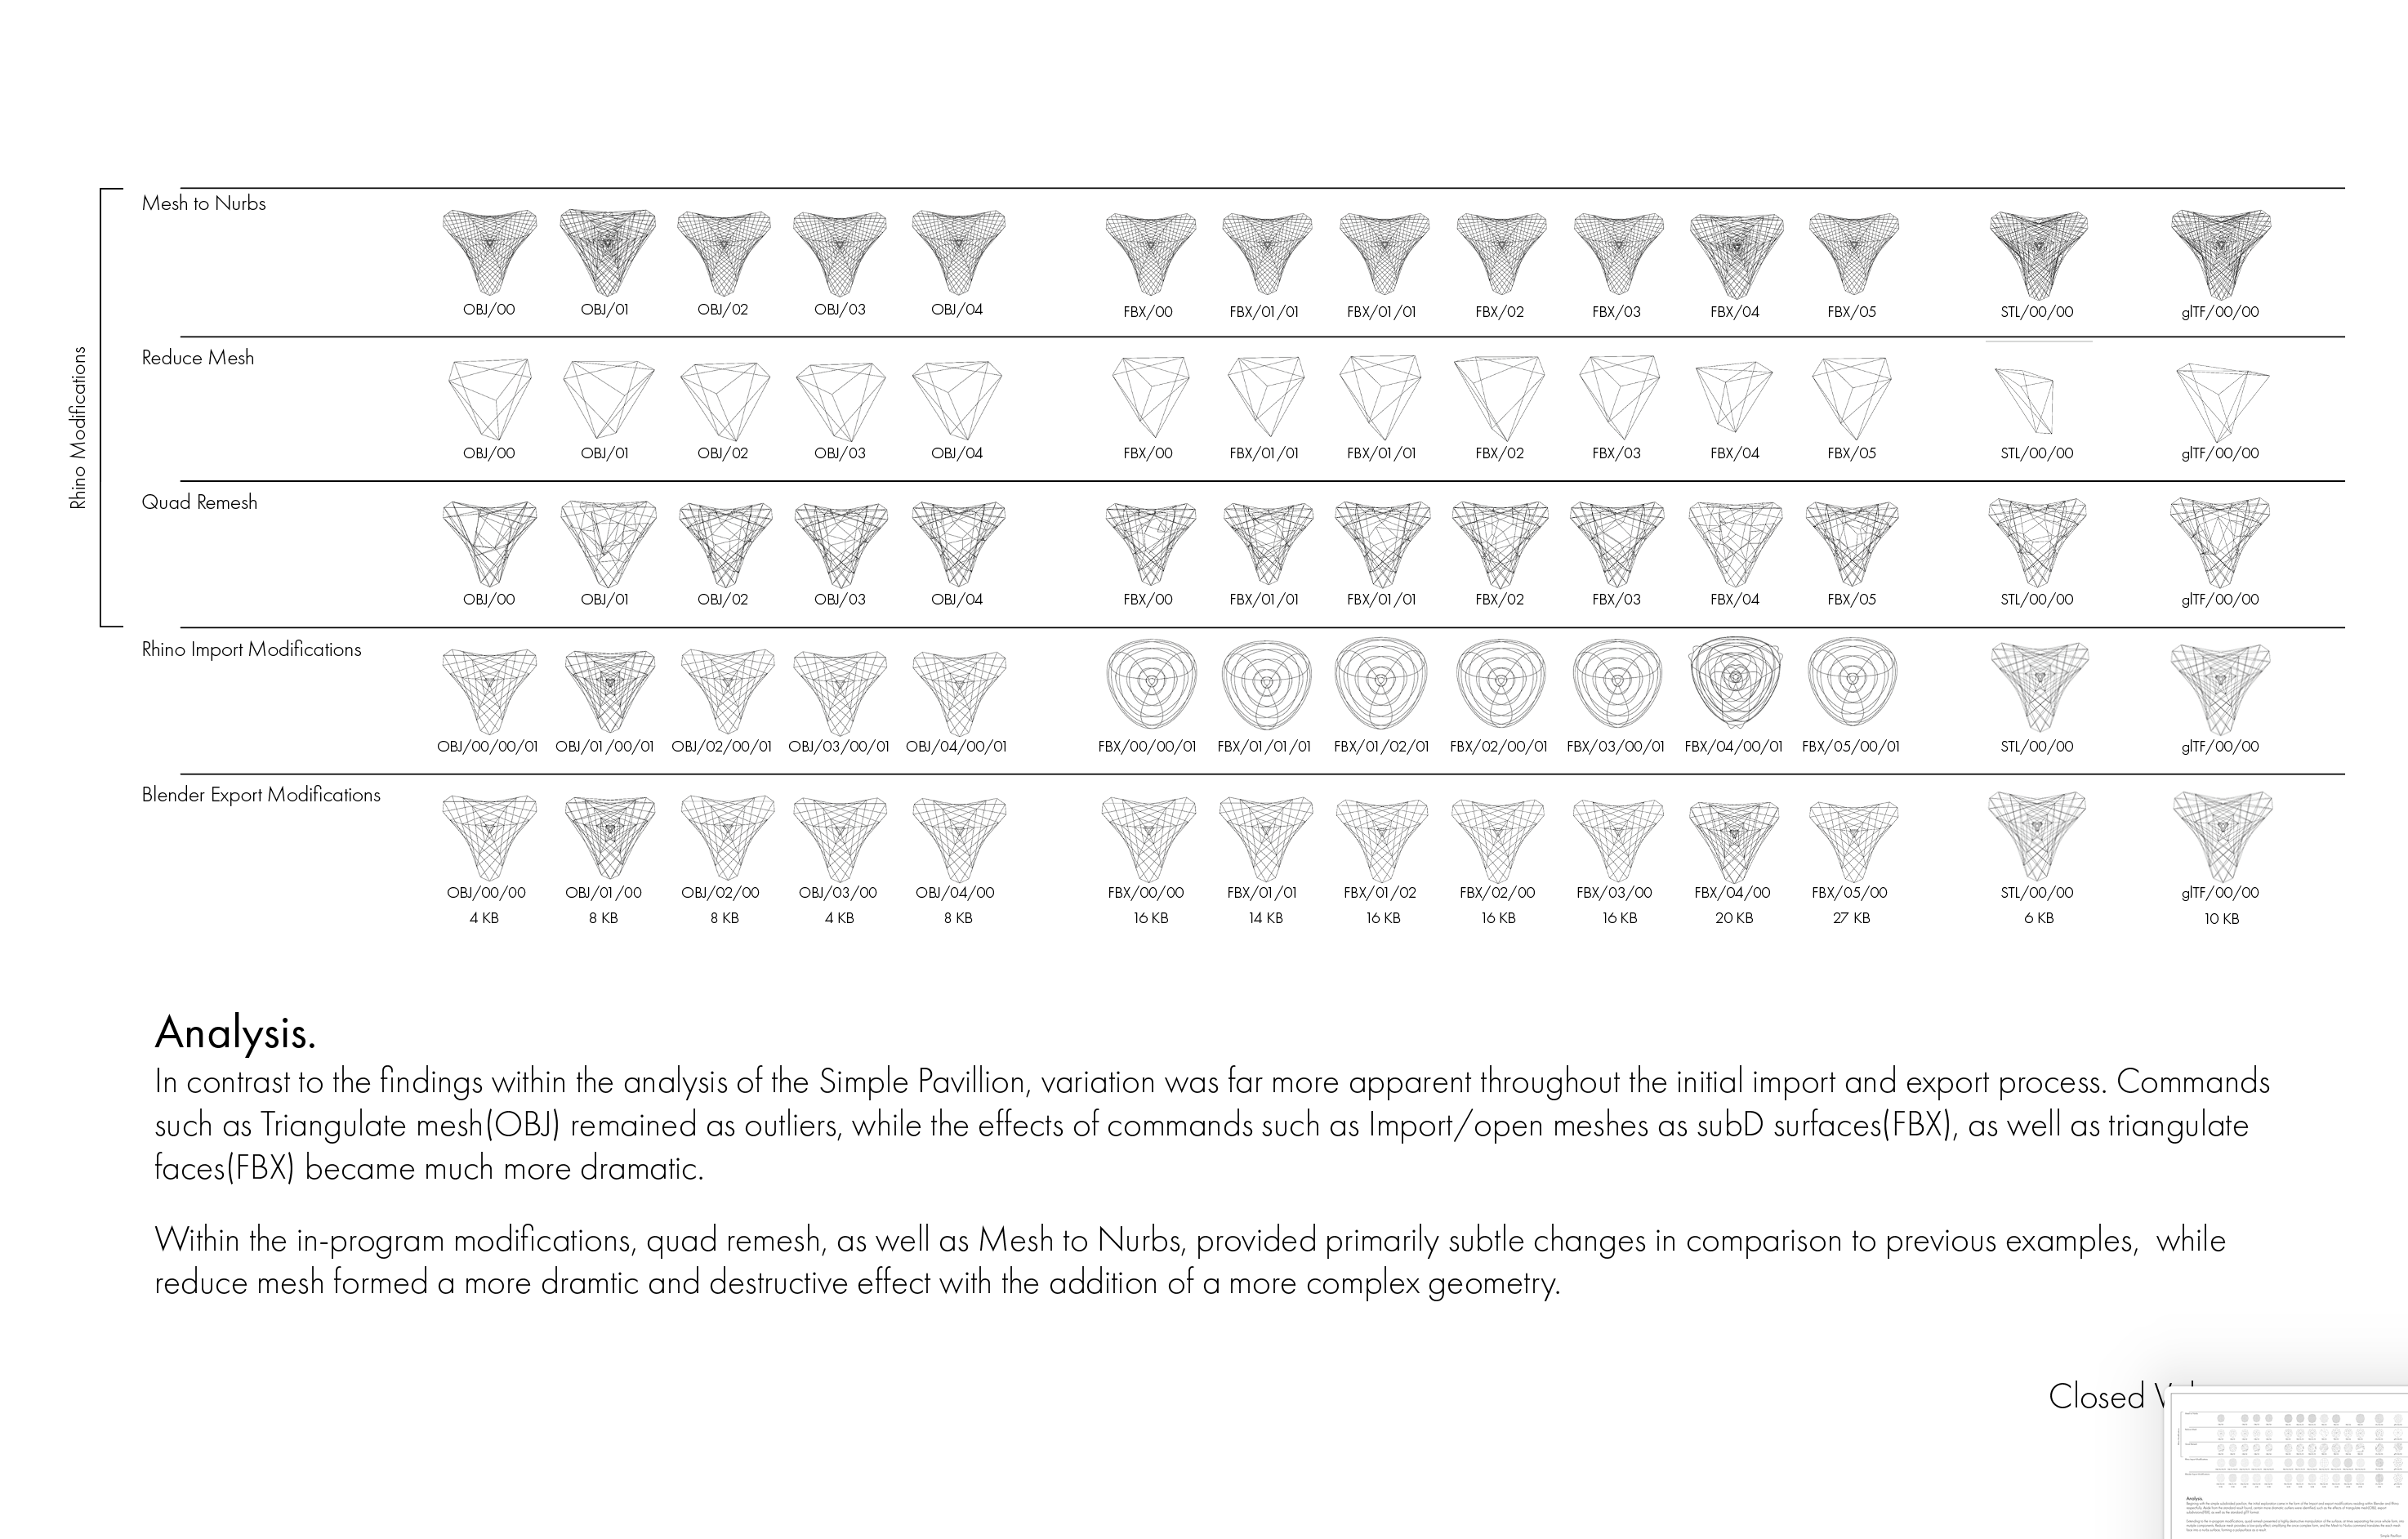 Rhino Modifications
Mesh to Nurbs
OBJ/00 OBJ/01 OBJ/02 OBJ/03 OBJ/04 FBX/00 FBX/01/01 FBX/01/01 FBX/02 FBX/03 FBX/04 FBX/05 STL/00/00 glTF/00/00
Reduce Mesh
OBJ/00 OBJ/01 OBJ/02 OBJ/03 OBJ/04 FBX/00 FBX/01/01 FBX/01/01 FBX/02 FBX/03 FBX/04 FBX/05 STL/00/00 glTF/00/00
Quad Remesh
OBJ/00 OBJ/01 OBJ/02 OBJ/03 OBJ/04 FBX/00 FBX/01/01 FBX/01/01 FBX/02 FBX/03 FBX/04 FBX/05 STL/00/00 glTF/00/00
Rhino Import Modifications
OBJ/00/00/01 OBJ/01/00/01 OBJ/02/00/01 OBJ/03/00/01 OBJ/04/00/01 FBX/00/00/01 FBX/01/01/01 FBX/01/02/01 FBX/02/00/01 FBX/03/00/01 FBX/04/00/01 FBX/05/00/01 STL/00/00 glTF/00/00
Blender Export Modifications
OBJ/00/00 OBJ/01/00 OBJ/02/00 OBJ/03/00 OBJ/04/00 FBX/00/00 FBX/01/01 FBX/01/02 FBX/02/00 FBX/03/00 FBX/04/00 FBX/05/00 STL/00/00 glTF/00/00
4 KB 8 KB 8 KB 4 KB 8 KB 16 KB 14 KB 16 KB 16 KB 16 KB 20 KB 27 KB 6 KB 10 KB
Analysis.
In contrast to the findings within the analysis of the Simple Pavillion, variation was far more apparent throughout the initial import and export process. Commands
such as Triangulate mesh(OBJ) remained as outliers, while the effects of commands such as Import/open meshes as subD surfaces(FBX), as well as triangulate
faces(FBX) became much more dramatic.
Within the in-program modifications, quad remesh, as well as Mesh to Nurbs, provided primarily subtle changes in comparison to previous examples,  while
reduce mesh formed a more dramtic and destructive effect with the addition of a more complex geometry.
Closed
Analysis.